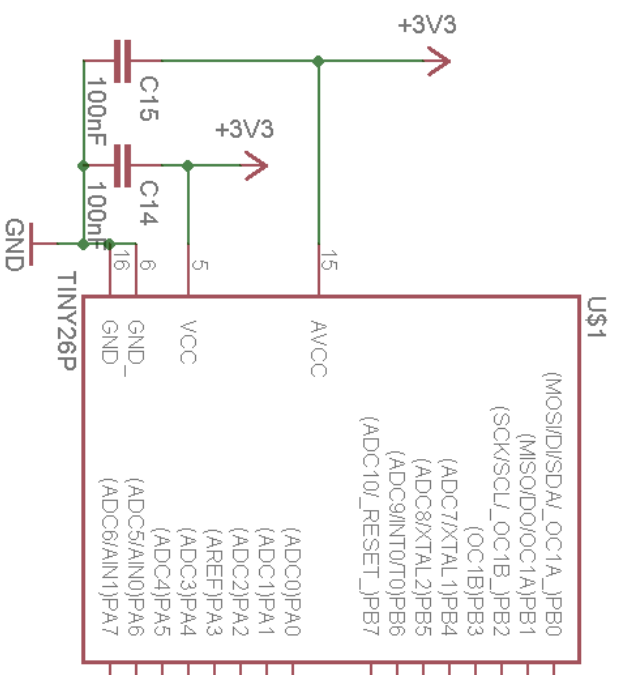 +3V3
C15
100nF
+3V3
C14
100nF
GND
16
6
5
15
TINY26P
U$1
GND
GND_
VCC
AVCC
(MOSI/DI/SDA/_OC1A_)PB0
(MISO/DO/OC1A)PB1
(SCK/SCL/_OC1B_)PB2
(OC1B)PB3
(ADC7/XTAL1)PB4
(ADC8/XTAL2)PB5
(ADC9/INT0/T0)PB6
(ADC10/_RESET_)PB7
(ADC0)PA0
(ADC1)PA1
(ADC2)PA2
(AREF)PA3
(ADC3)PA4
(ADC4)PA5
(ADC5/AIN0)PA6
(ADC6/AIN1)PA7